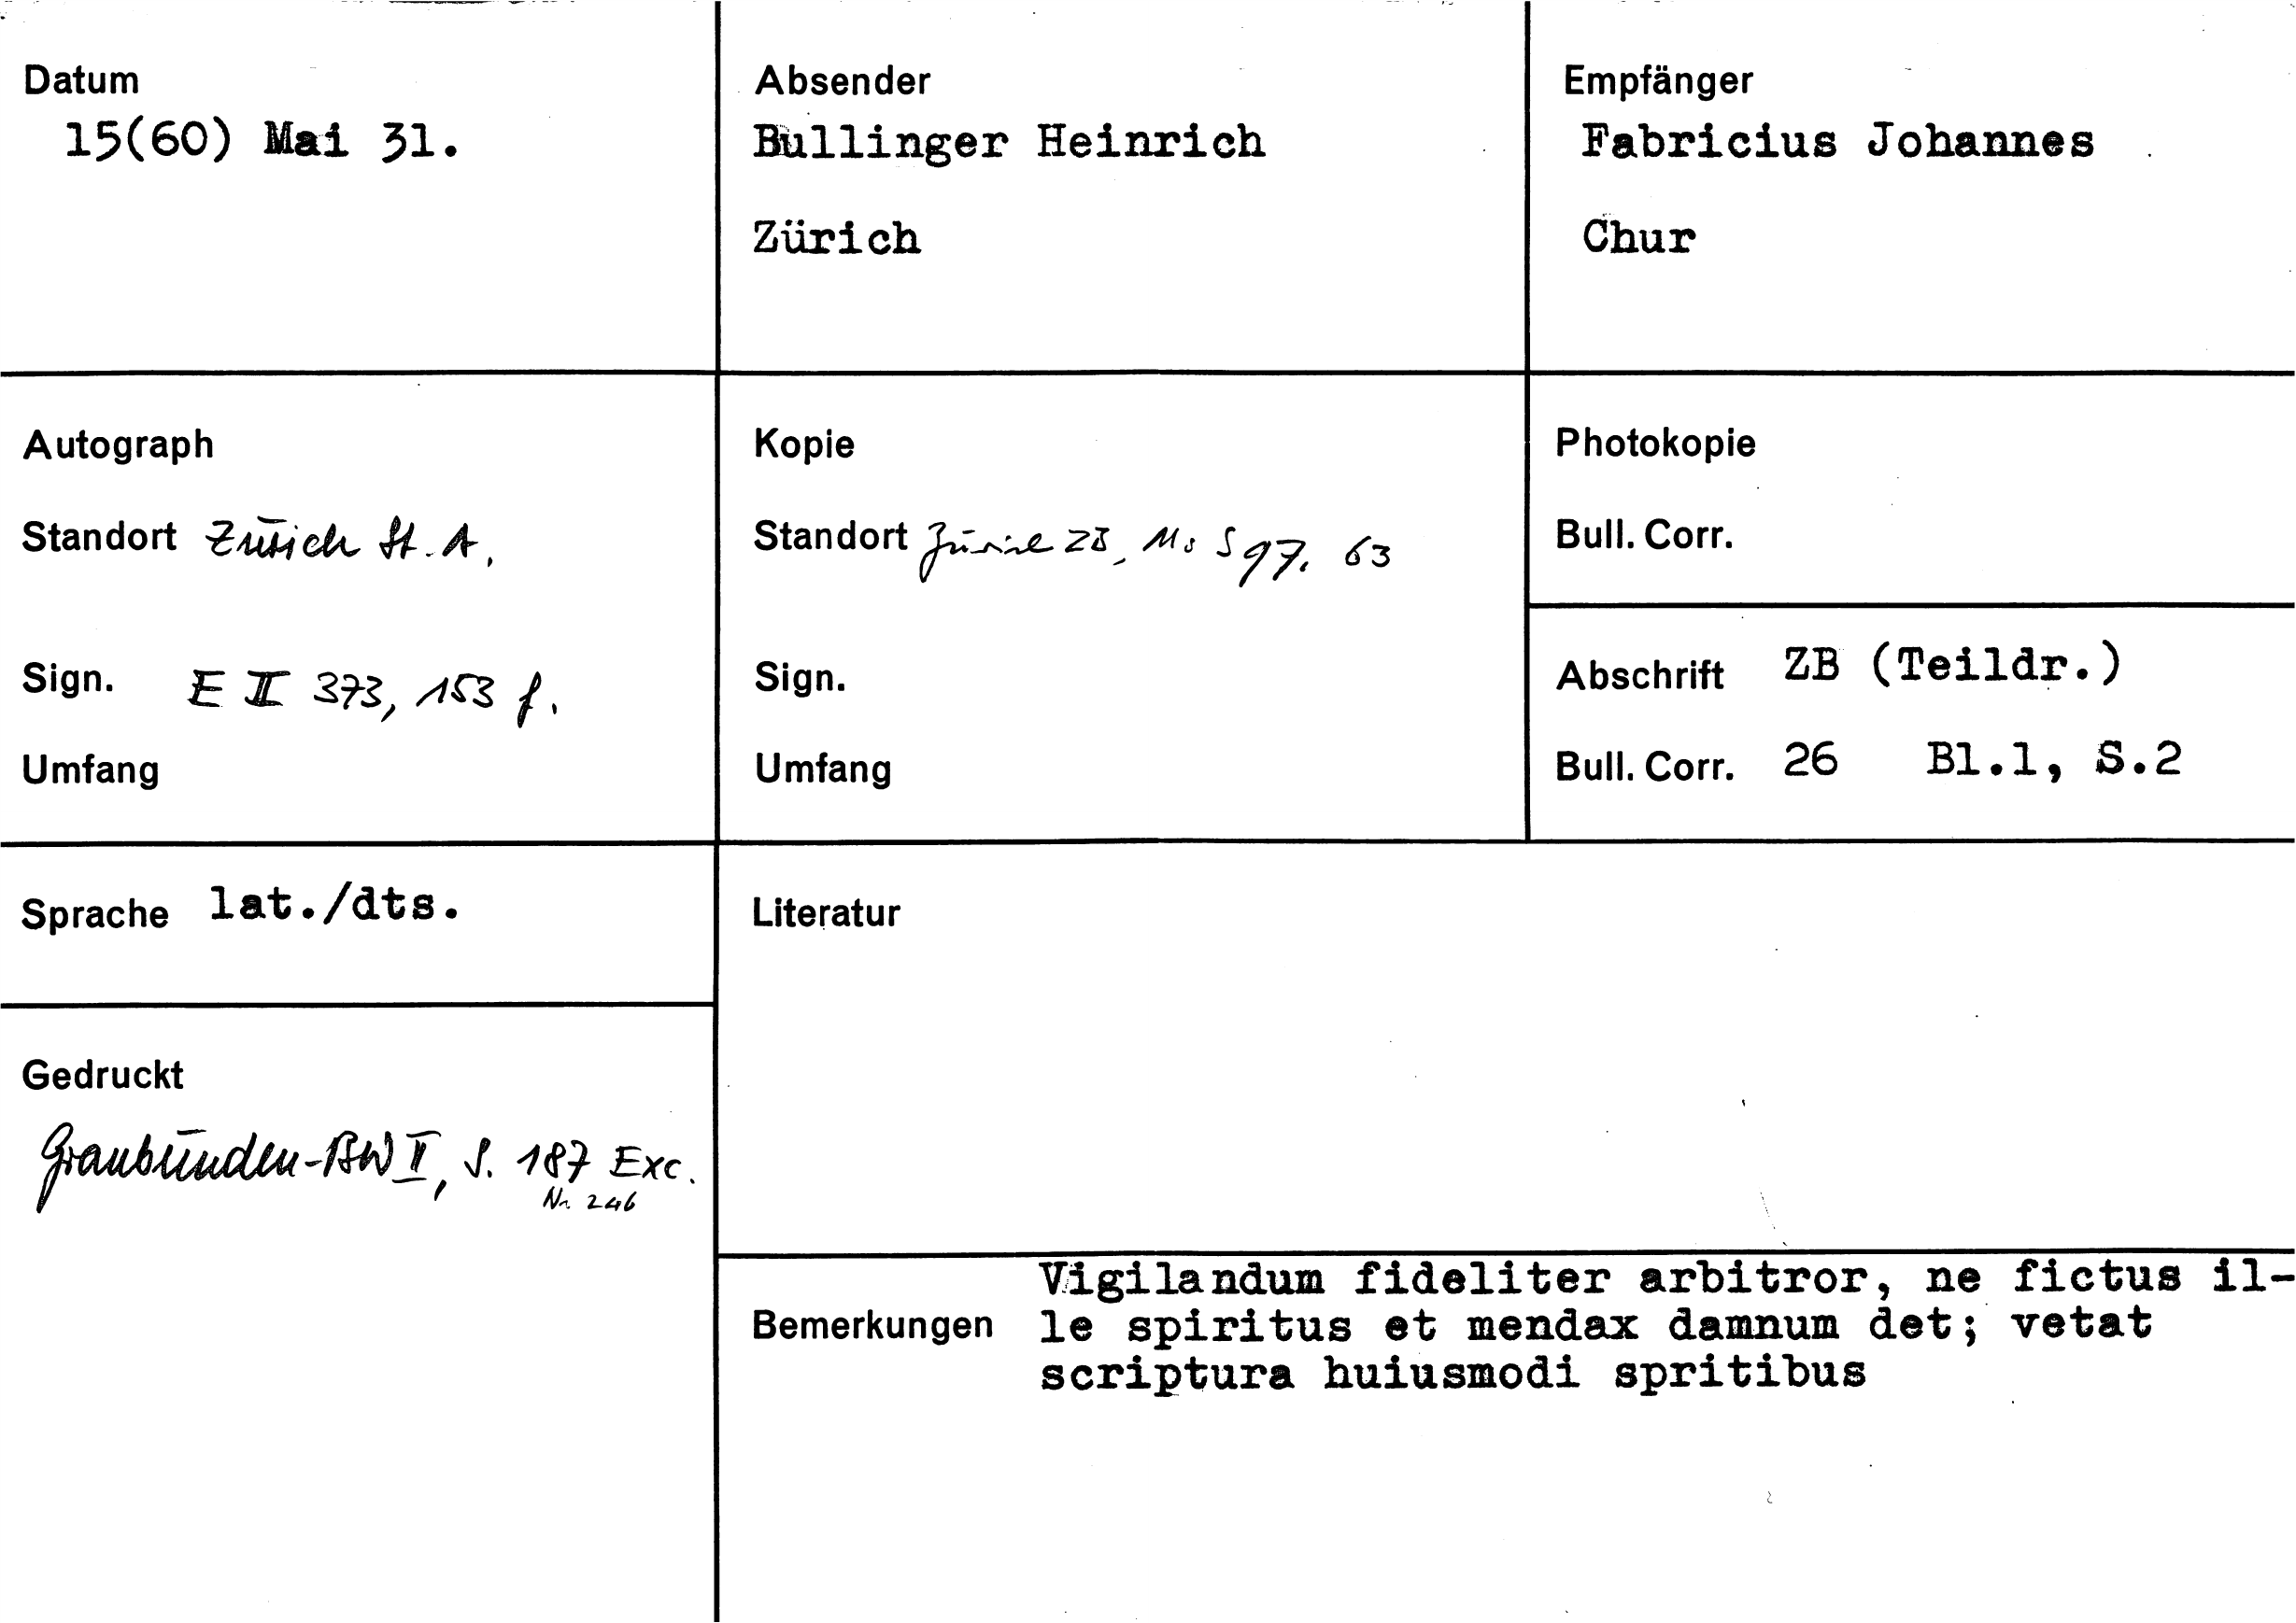 Datum
15(60) Mai 31.
Absender
Bullinger Heinrich
Zürich
Empfänger
Fabricius Johannes
Chur
Autograph
Standort Zürich St. A.
Sign. E II 373, 153 f.
Umfang
Kopie
Standort Zürich ZB, Ms S 97. 63
Sign.
Umfang
Photokopie
Bull. Corr.
Abschrift ZB (Teildr.)
Bull. Corr. 26 Bl.1, S.2
Sprache lat./dts.
Literatur
Gedruckt
Graubünden-BW II, S. 187 Exc.
Nr. 246
Bemerkungen
Vigilandum fideliter arbitror, ne fictus il-
le spiritus et mendax damnum det; vetat
scriptura huiusmodi spritibus